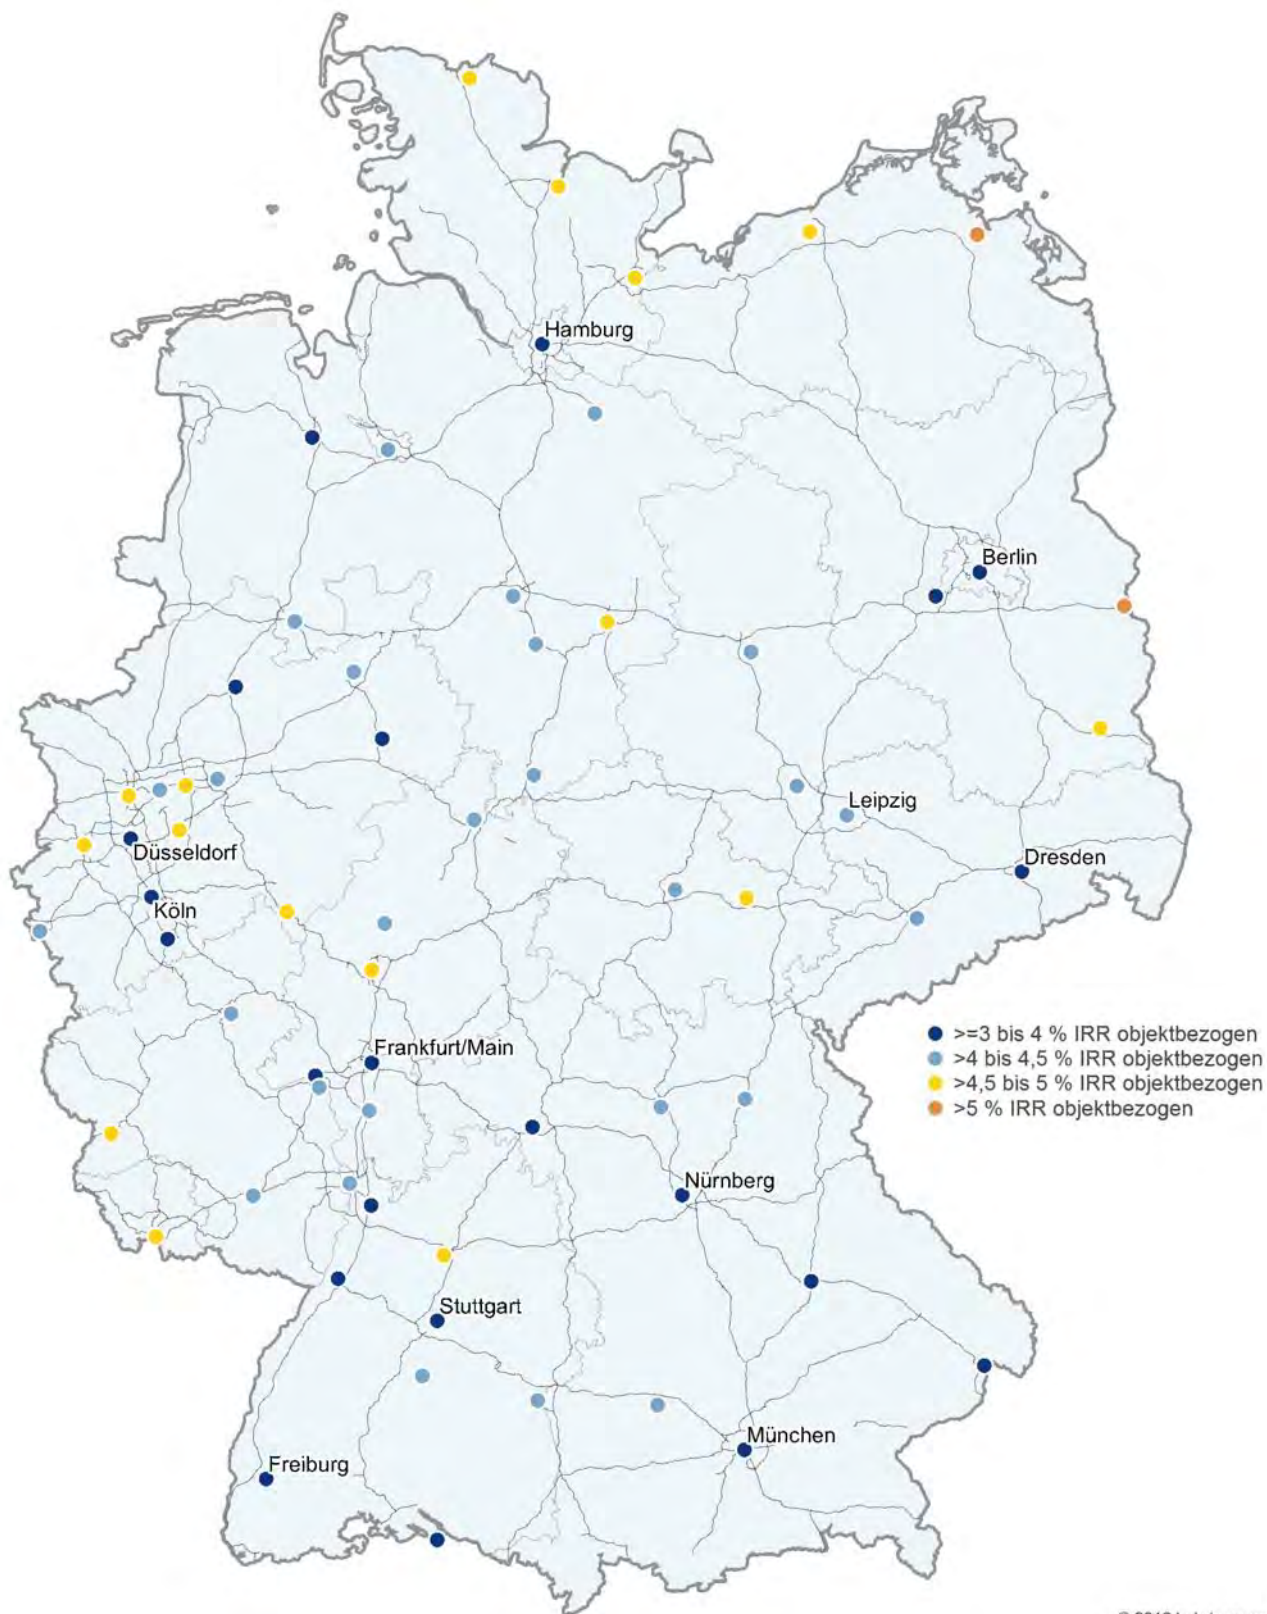 Hamburg
Berlin
Leipzig
Düsseldorf
Dresden
Köln
>=3 bis 4 % IRR objektbezogen
>4 bis 4,5 % IRR objektbezogen
>4,5 bis 5 % IRR objektbezogen
>5 % IRR objektbezogen
Frankfurt/Main
Nürnberg
Stuttgart
München
Freiburg